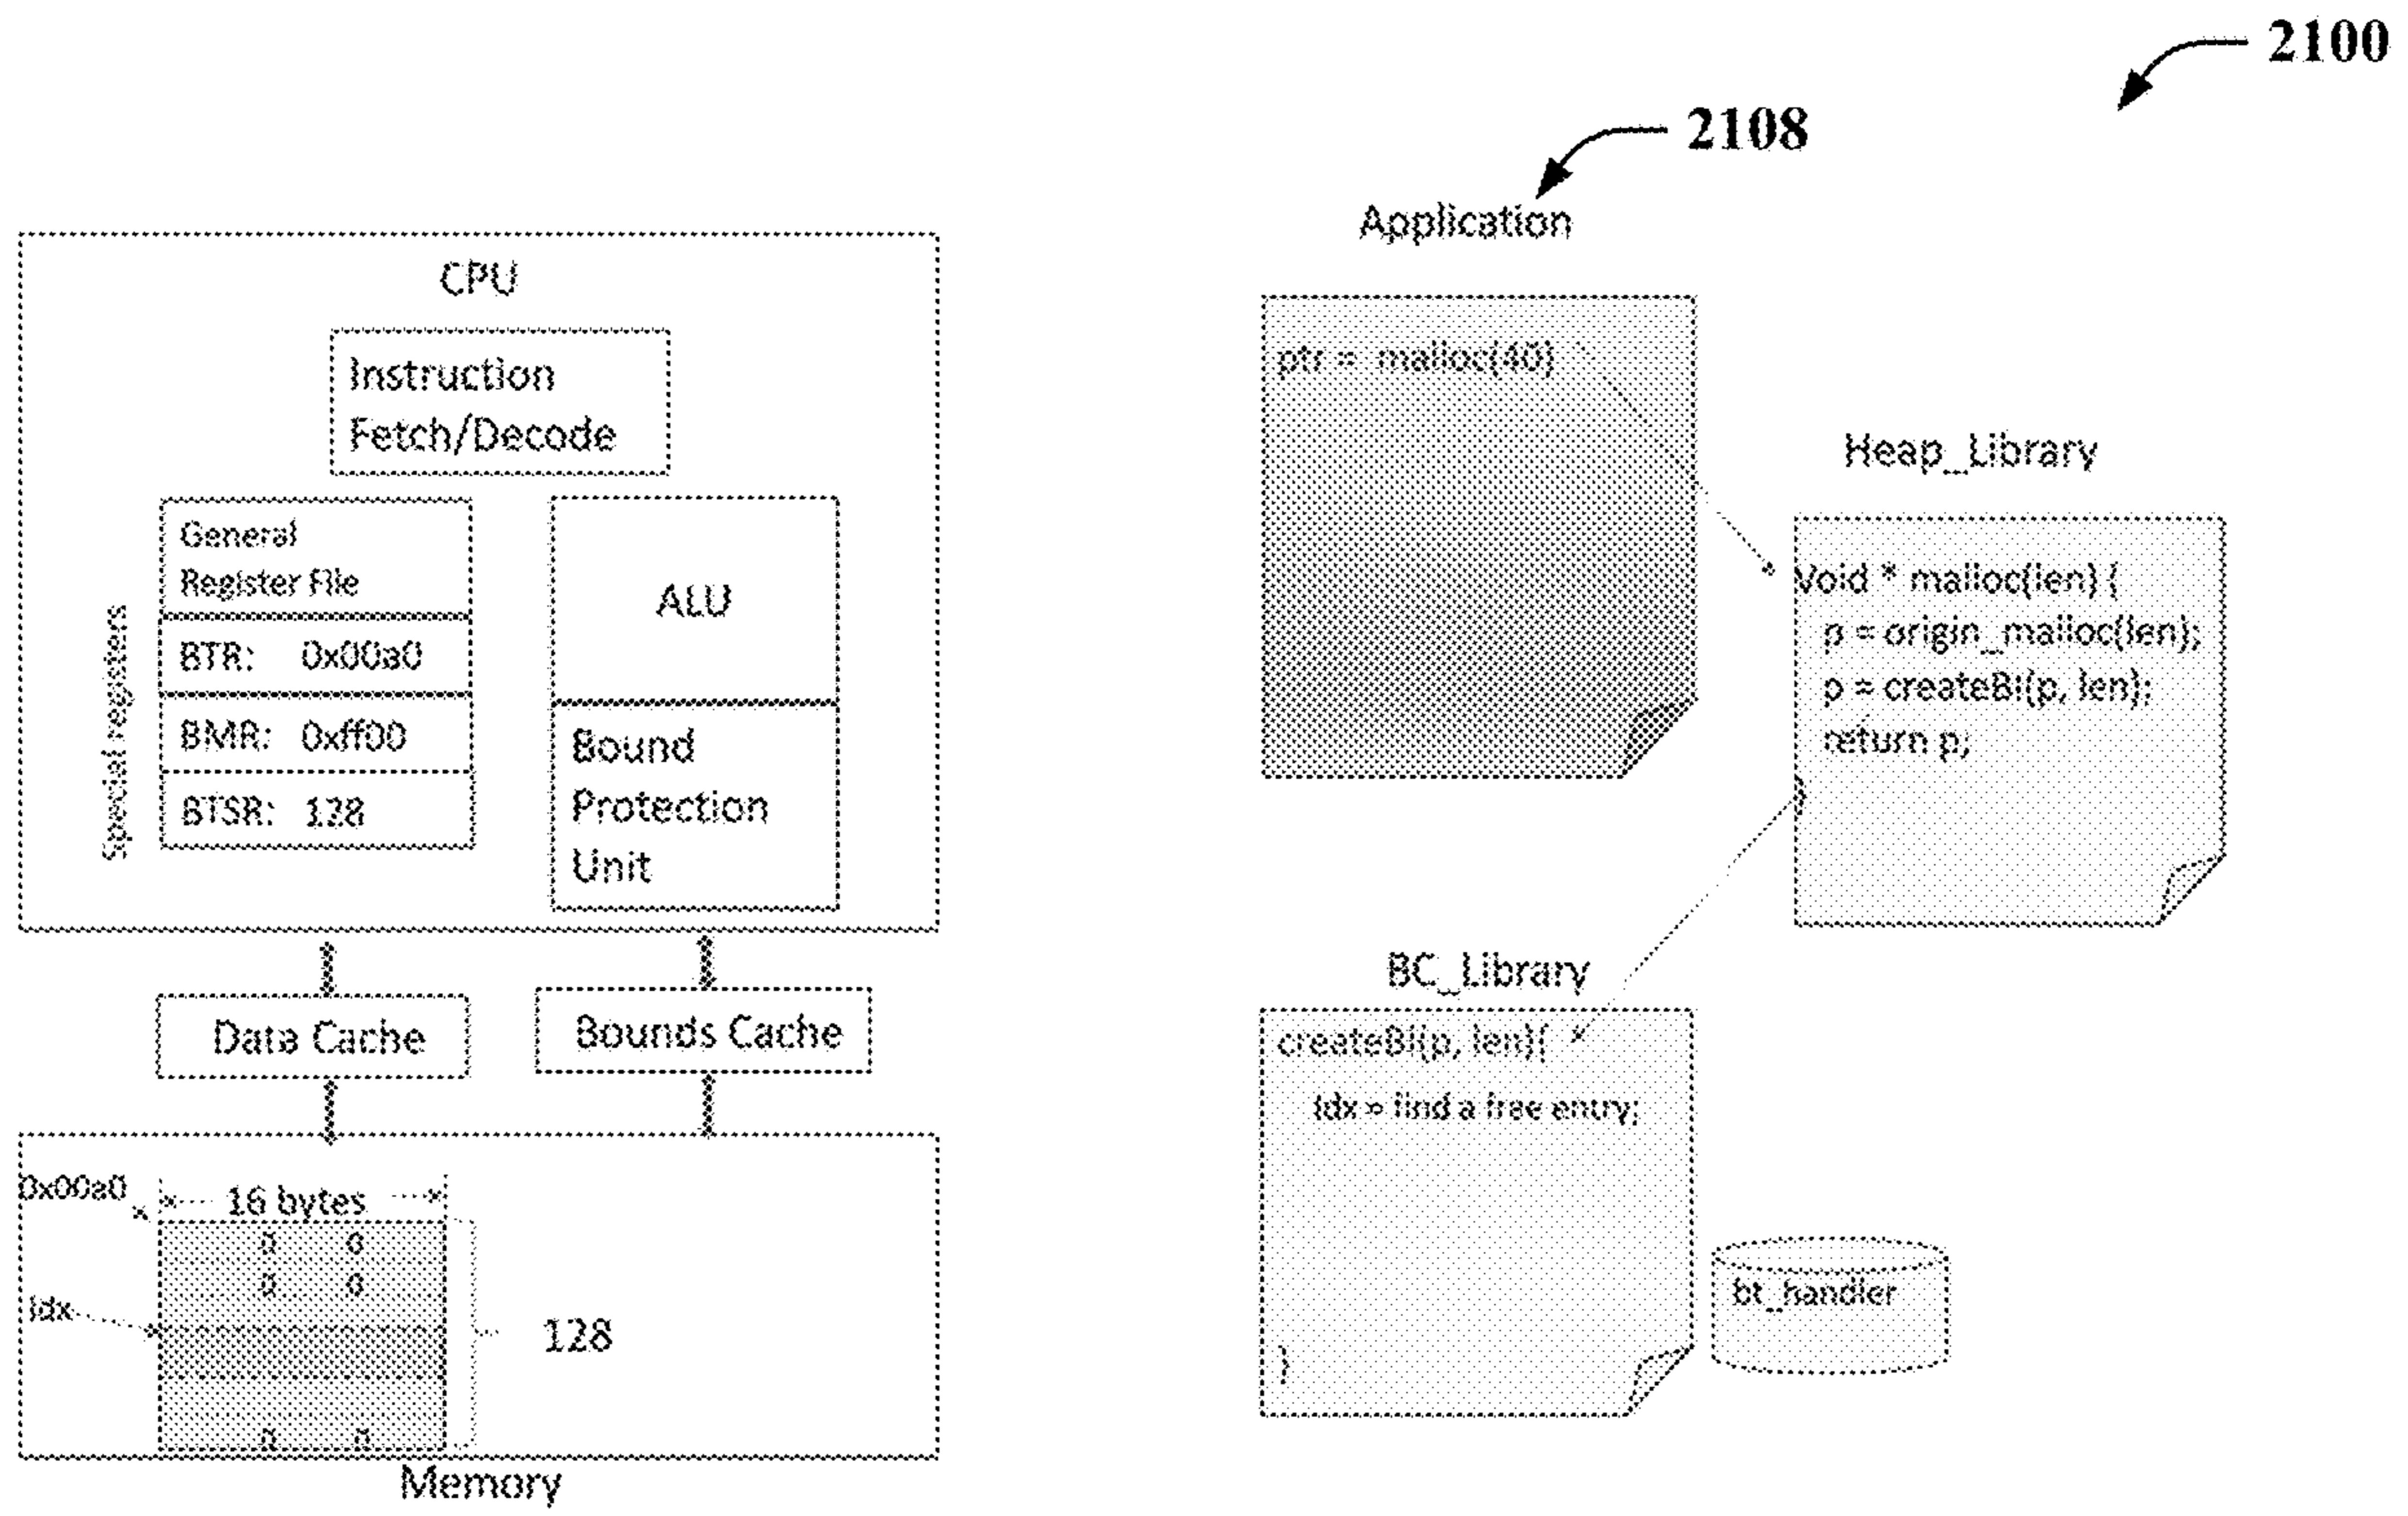 2100
2108
Application
CPU
Instruction
Fetch/Decode
General
Register File
Special registers
BTR: 0x00a0
BMR: 0xff00
BTSR: 128
ALU
Bound
Protection
Unit
Data Cache
Bounds Cache
0x00a0
16 bytes
0 0
0 0
Idx
128
0 0
Memory
ptr = malloc(40)
Heap_Library
Void * malloc(len) {
p = origin_malloc(len);
p = createBI(p, len);
return p;
}
BC_Library
createBI(p, len){
Idx = find a free entry;
}
bt_handler